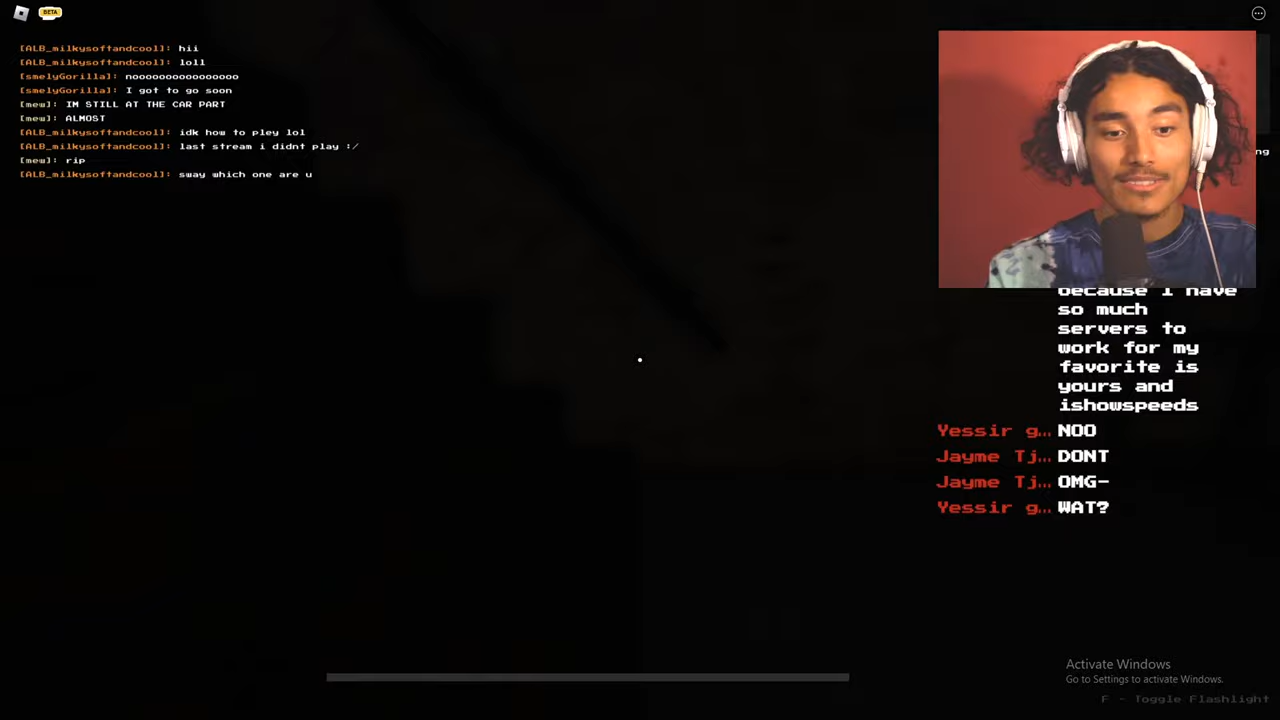 BETA
[ALB_milkysoftandcool]: hii
[ALB_milkysoftandcool]: loll
[smelyGorilla]: nooooooooooooooooo
[smelyGorilla]: I got to go soon
[mew]: IM STILL AT THE CAR PART
[mew]: ALMOST
[ALB_milkysoftandcool]: idk how to pley lol
[ALB_milkysoftandcool]: last stream i didnt play :/
[mew]: rip
[ALB_milkysoftandcool]: sway which one are u
because I have
so much
servers to
work for my
favorite is
yours and
ishowspeeds
Yessir g... NOO
Jayme Tj... DONT
Jayme Tj... OMG-
Yessir g... WAT?
Activate Windows
Go to Settings to activate Windows.
F - Toggle Flashlight